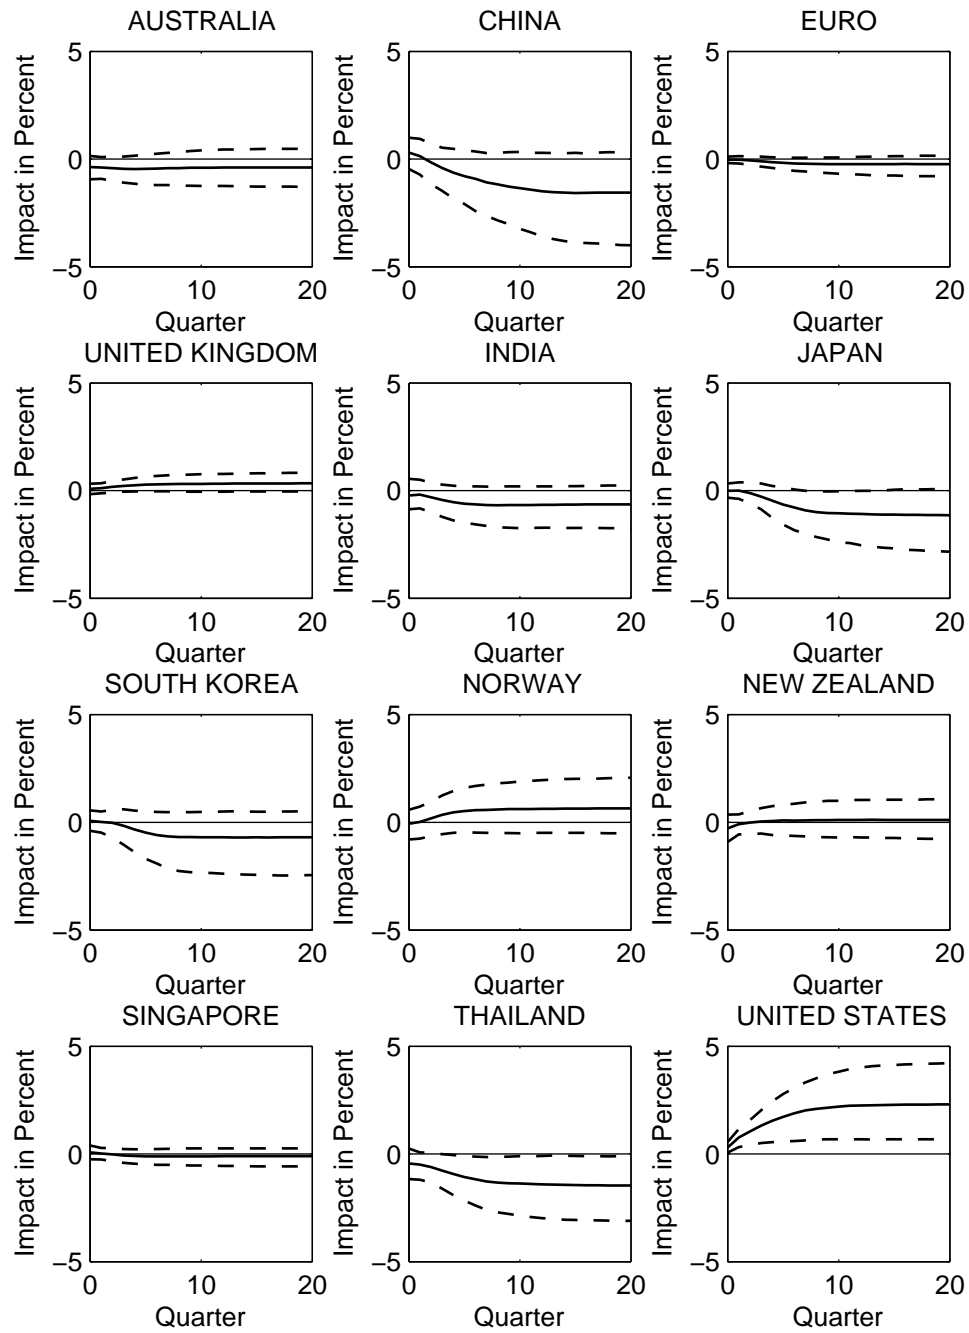 AUSTRALIA
CHINA
EURO
Impact in Percent
5
0
−5
0
10
20
Quarter
Impact in Percent
5
0
−5
0
10
20
Quarter
Impact in Percent
5
0
−5
0
10
20
Quarter
UNITED KINGDOM
INDIA
JAPAN
Impact in Percent
5
0
−5
0
10
20
Quarter
Impact in Percent
5
0
−5
0
10
20
Quarter
Impact in Percent
5
0
−5
0
10
20
Quarter
SOUTH KOREA
NORWAY
NEW ZEALAND
Impact in Percent
5
0
−5
0
10
20
Quarter
Impact in Percent
5
0
−5
0
10
20
Quarter
Impact in Percent
5
0
−5
0
10
20
Quarter
SINGAPORE
THAILAND
UNITED STATES
Impact in Percent
5
0
−5
0
10
20
Quarter
Impact in Percent
5
0
−5
0
10
20
Quarter
Impact in Percent
5
0
−5
0
10
20
Quarter